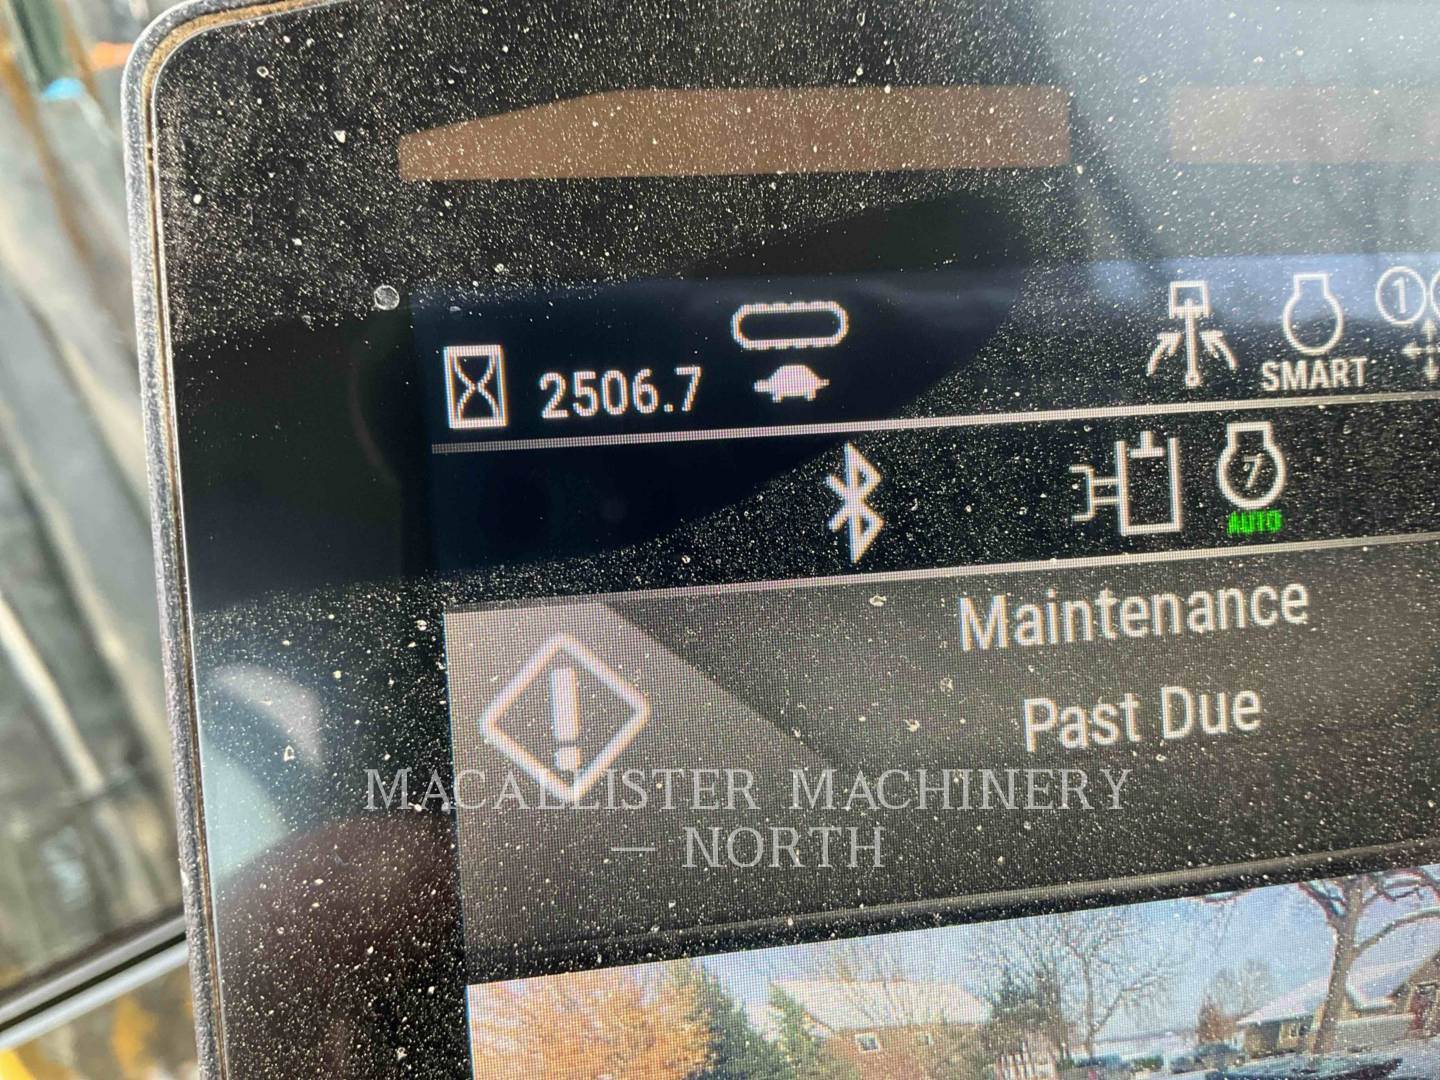 2506.7
SMART
1
7
AUTO
Maintenance
Past Due
MACALLISTER MACHINERY
— NORTH